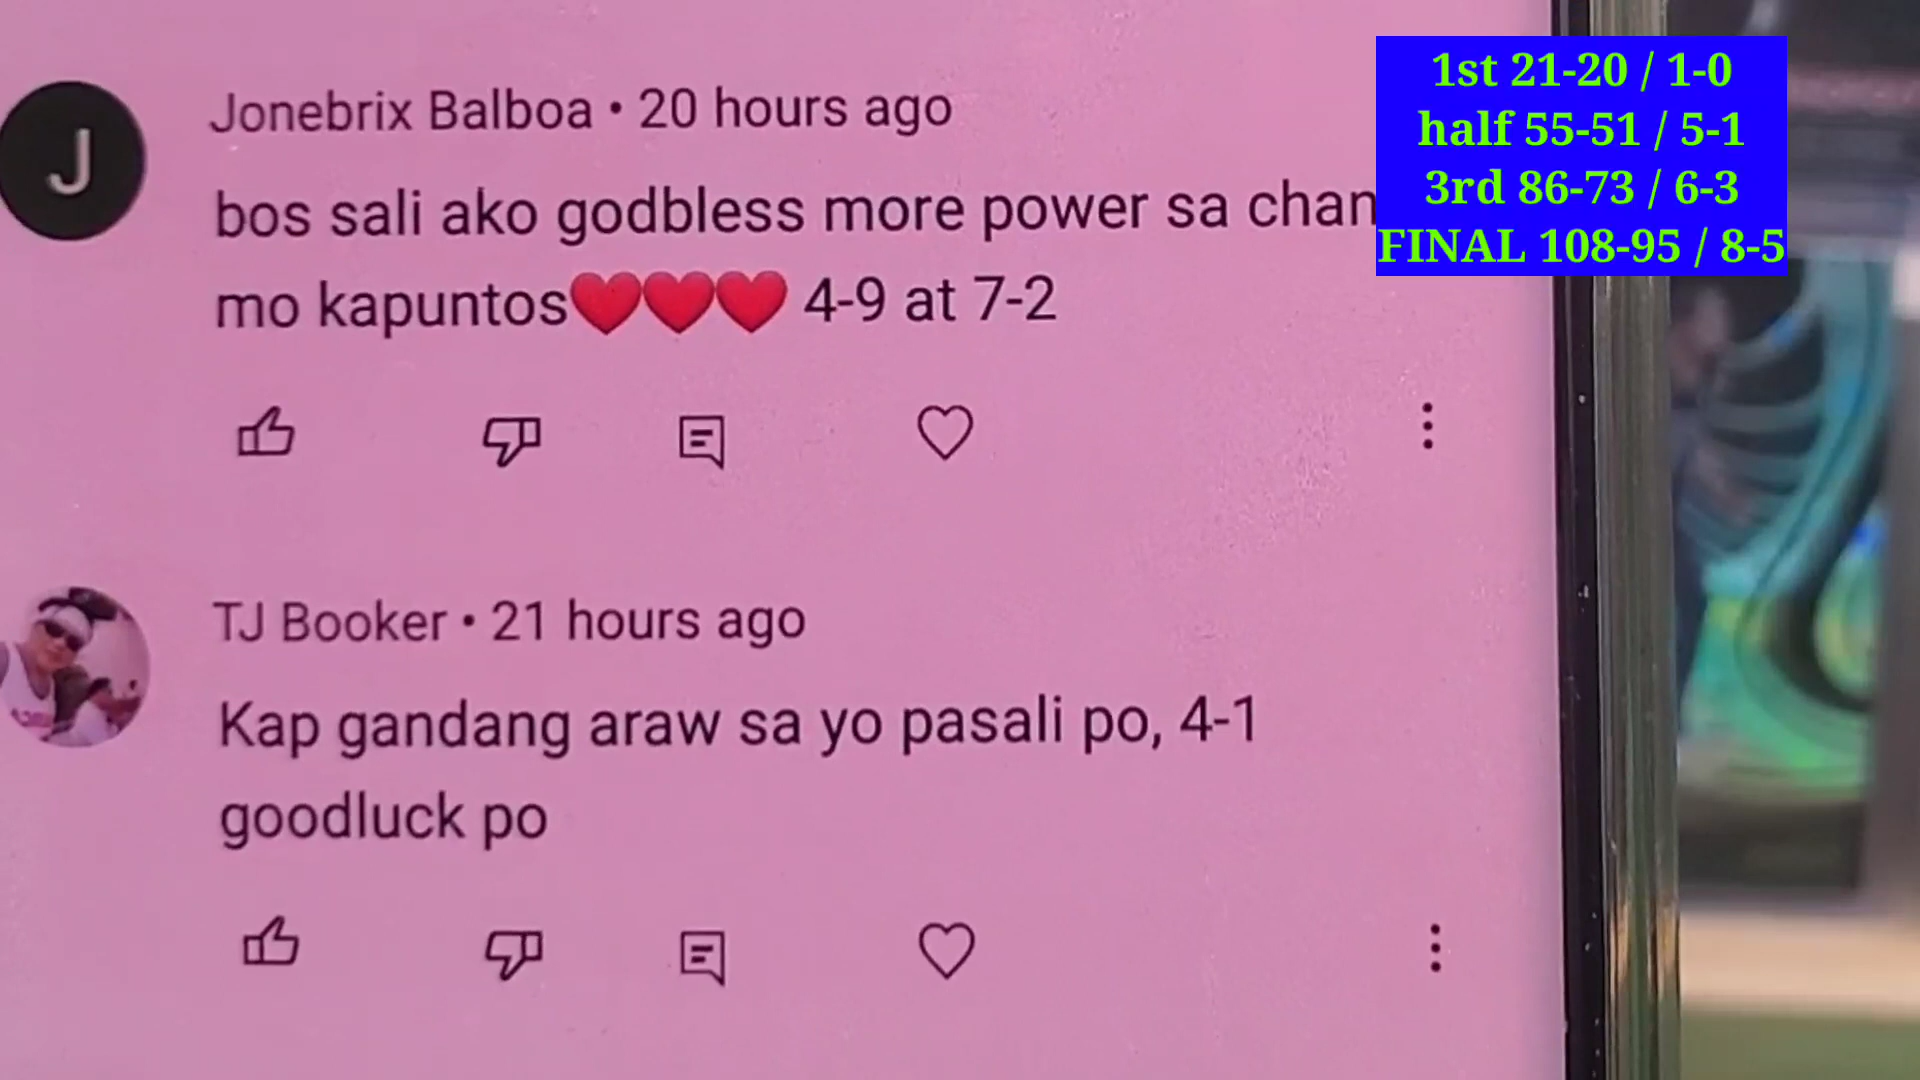 Jonebrix Balboa • 20 hours ago
bos sali ako godbless more power sa chan
mo kapuntos❤️❤️❤️ 4-9 at 7-2
TJ Booker • 21 hours ago
Kap gandang araw sa yo pasali po, 4-1
goodluck po
1st 21-20 / 1-0
half 55-51 / 5-1
3rd 86-73 / 6-3
FINAL 108-95 / 8-5
J